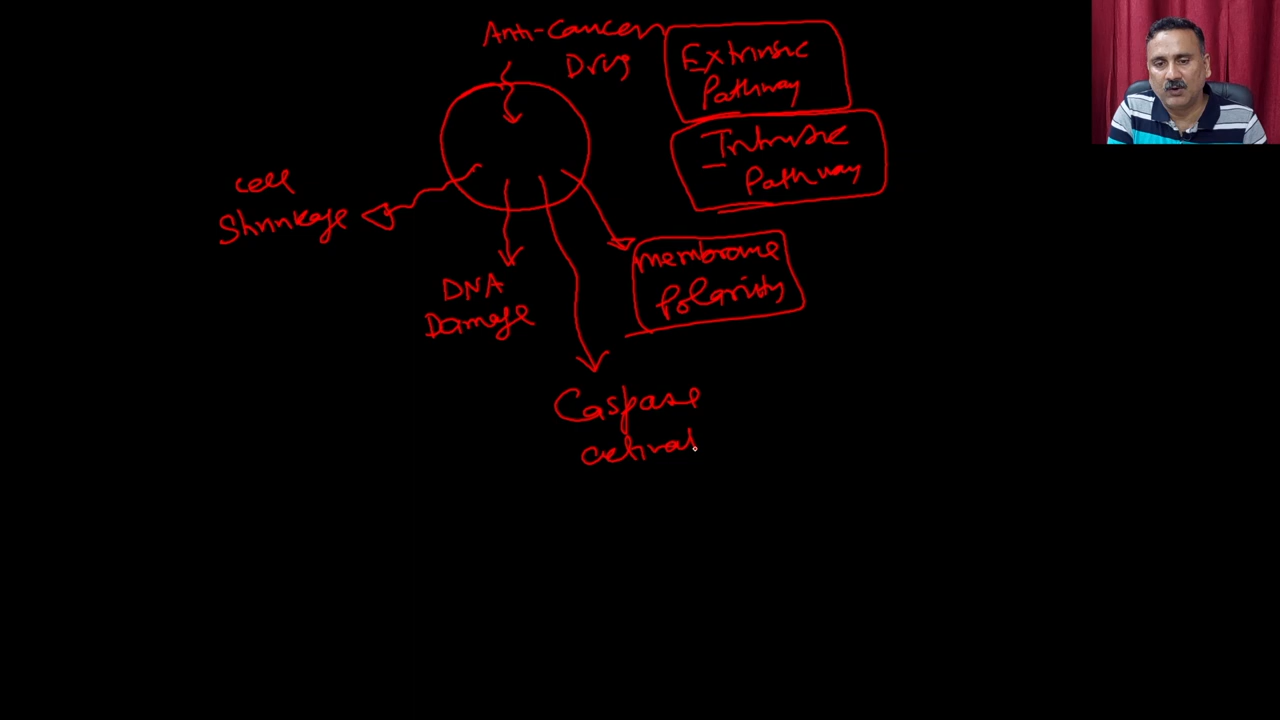 Anti-Cancer
Drug
Extrinsic
Pathway
Intrinsic
Pathway
Cell
Shrinkage
DNA
Damage
membrane
Polarity
Caspase
activat